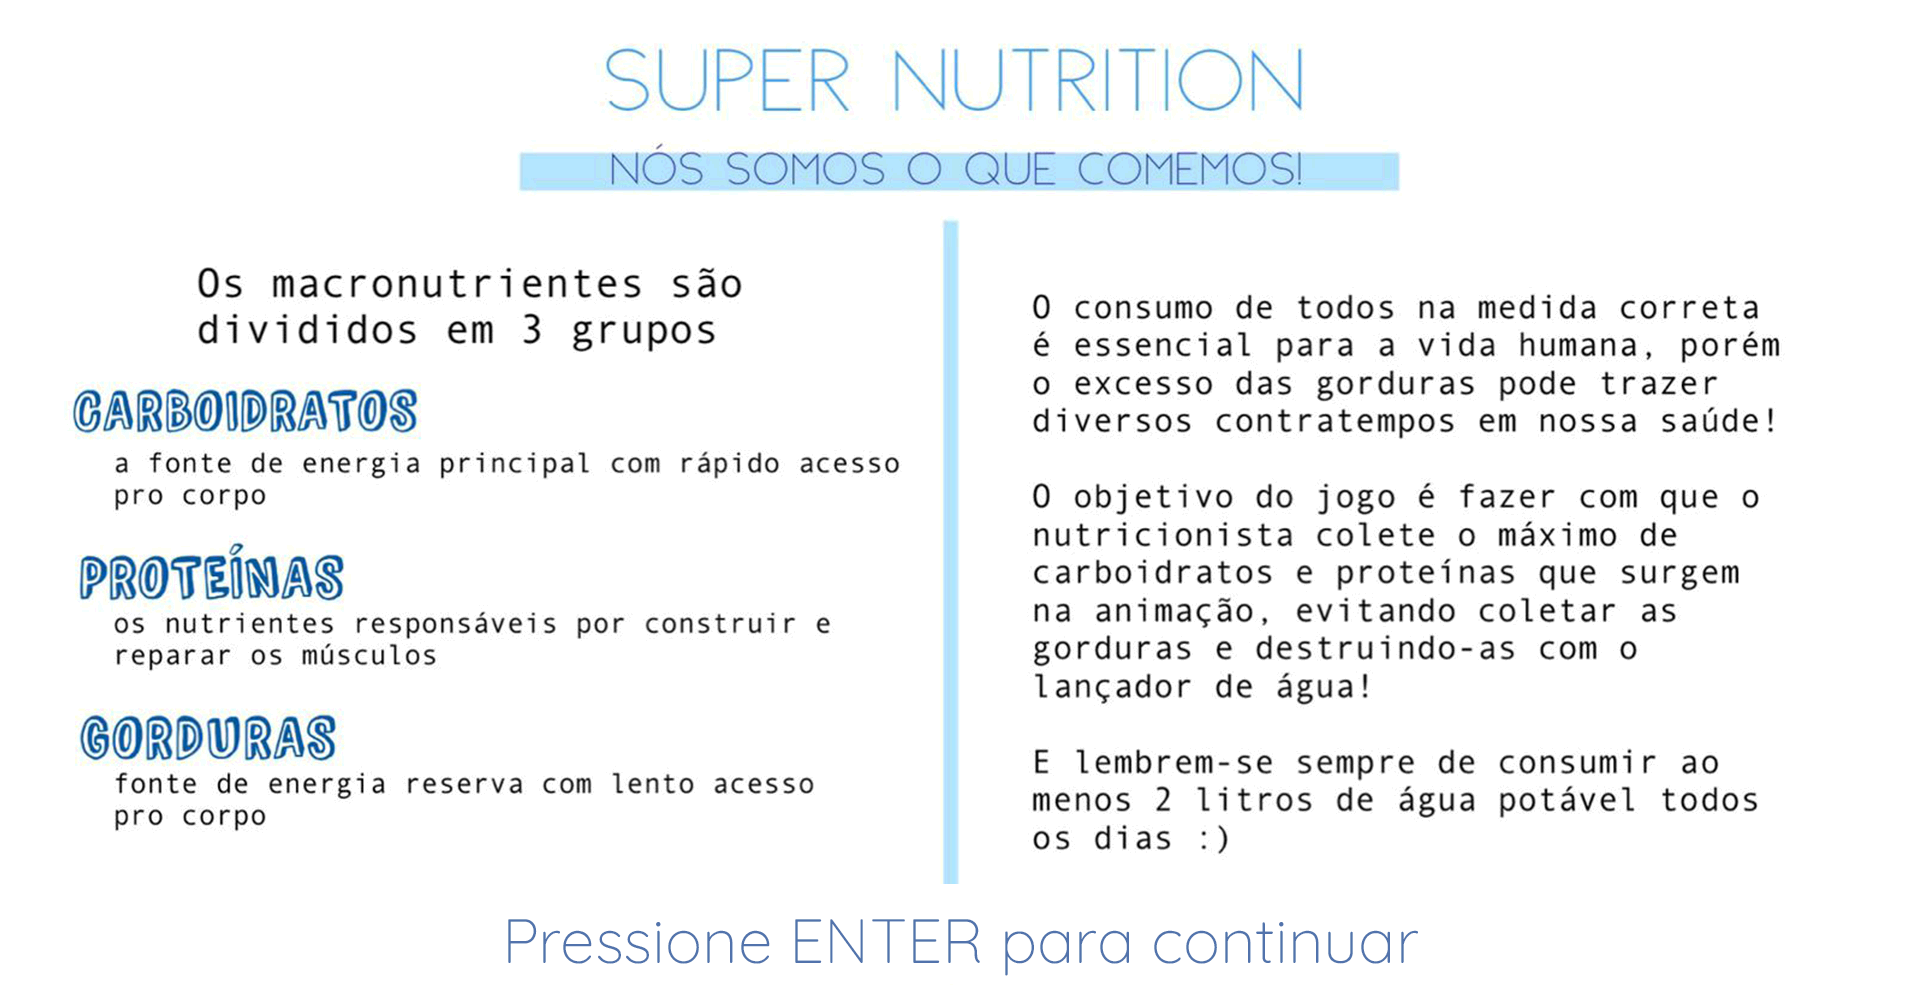 SUPER NUTRITION
NÓS SOMOS O QUE COMEMOS!
Os macronutrientes são
divididos em 3 grupos
CARBOIDRATOS
a fonte de energia principal com rápido acesso
pro corpo
PROTEÍNAS
os nutrientes responsáveis por construir e
reparar os músculos
GORDURAS
fonte de energia reserva com lento acesso
pro corpo
O consumo de todos na medida correta
é essencial para a vida humana, porém
o excesso das gorduras pode trazer
diversos contratempos em nossa saúde!
O objetivo do jogo é fazer com que o
nutricionista colete o máximo de
carboidratos e proteínas que surgem
na animação, evitando coletar as
gorduras e destruindo-as com o
lançador de água!
E lembrem-se sempre de consumir ao
menos 2 litros de água potável todos
os dias :)
Pressione ENTER para continuar